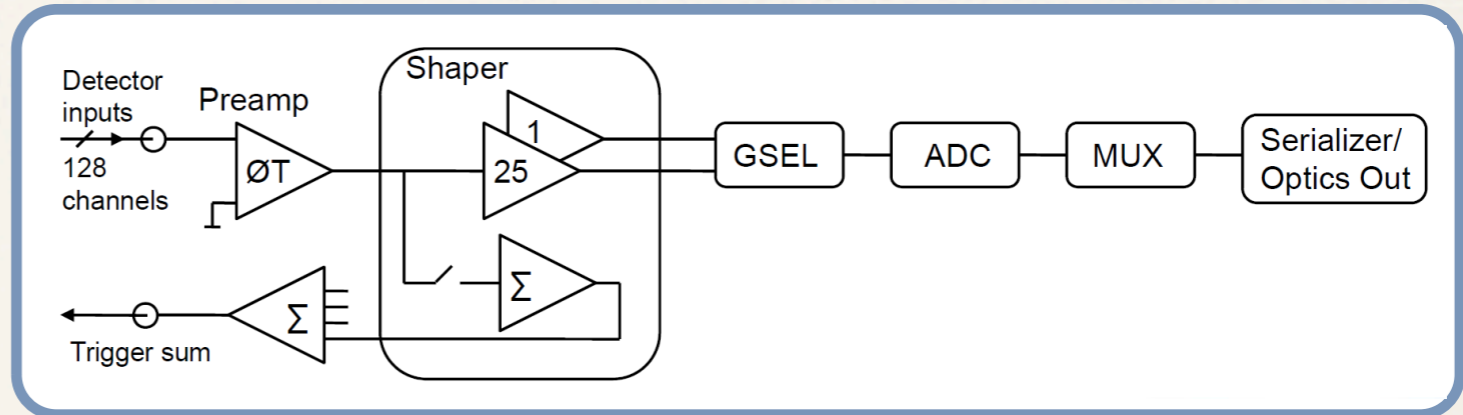 Detector
inputs
128
channels
Preamp
ØT
Shaper
1
25
Σ
Σ
Trigger sum
GSEL
ADC
MUX
Serializer/
Optics Out